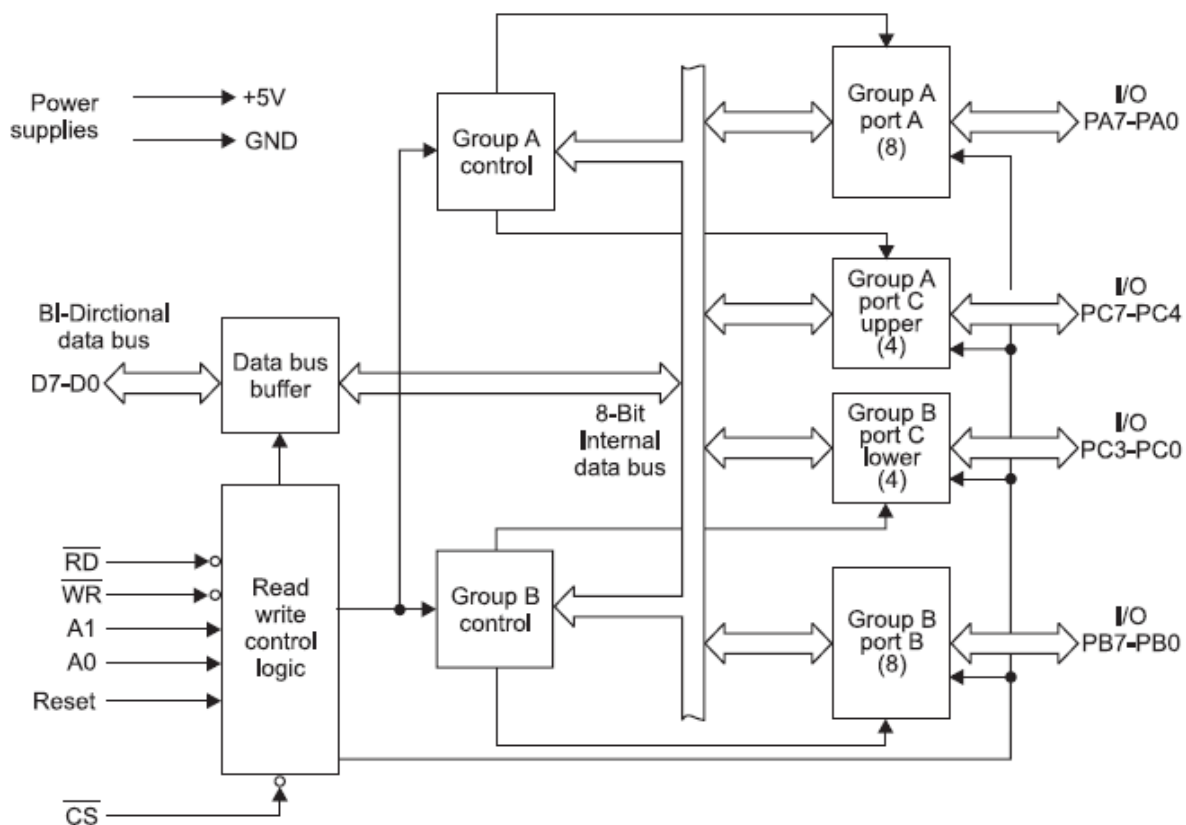 Power
supplies
+5V
GND
Group A
control
Group A
port A
(8)
I/O
PA7-PA0
Group A
port C
upper
(4)
I/O
PC7-PC4
BI-Dirctional
data bus
D7-D0
Data bus
buffer
8-Bit
Internal
data bus
Group B
port C
lower
(4)
I/O
PC3-PC0
RD
WR
A1
A0
Reset
CS
Read
write
control
logic
Group B
control
Group B
port B
(8)
I/O
PB7-PB0